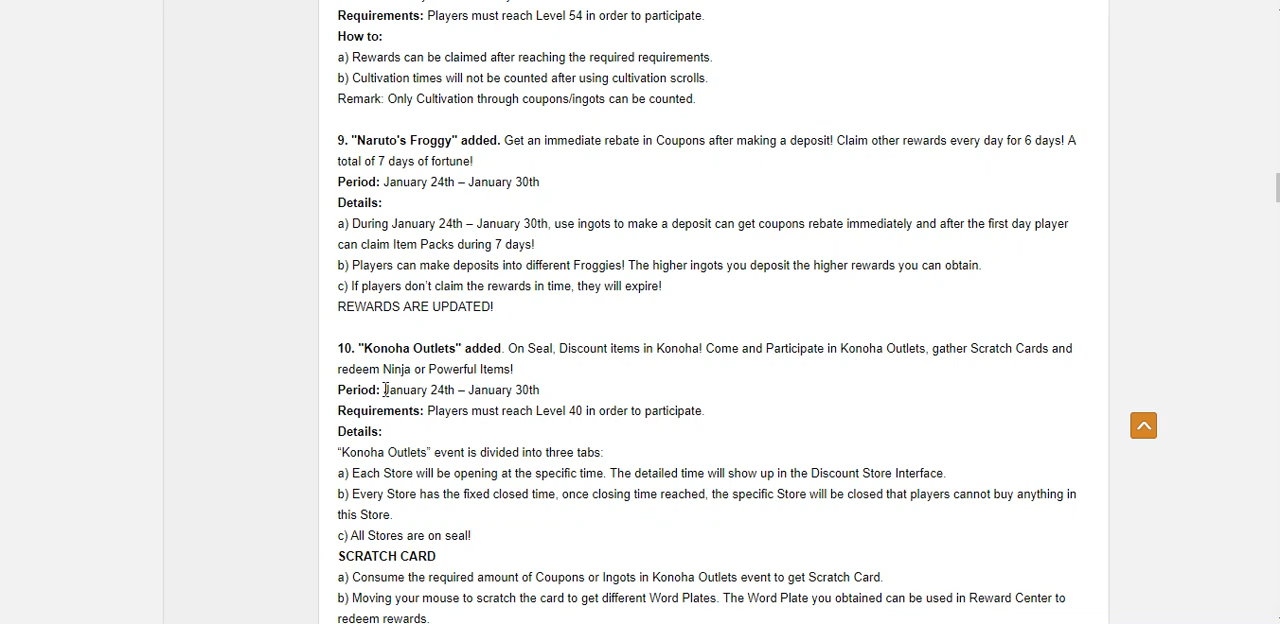 Requirements: Players must reach Level 54 in order to participate.
How to:
a) Rewards can be claimed after reaching the required requirements.
b) Cultivation times will not be counted after using cultivation scrolls.
Remark: Only Cultivation through coupons/ingots can be counted.
9. "Naruto's Froggy" added. Get an immediate rebate in Coupons after making a deposit! Claim other rewards every day for 6 days! A
total of 7 days of fortune!
Period: January 24th – January 30th
Details:
a) During January 24th – January 30th, use ingots to make a deposit can get coupons rebate immediately and after the first day player
can claim Item Packs during 7 days!
b) Players can make deposits into different Froggies! The higher ingots you deposit the higher rewards you can obtain.
c) If players don’t claim the rewards in time, they will expire!
REWARDS ARE UPDATED!
10. "Konoha Outlets" added. On Seal, Discount items in Konoha! Come and Participate in Konoha Outlets, gather Scratch Cards and
redeem Ninja or Powerful Items!
Period: January 24th – January 30th
Requirements: Players must reach Level 40 in order to participate.
Details:
“Konoha Outlets” event is divided into three tabs:
a) Each Store will be opening at the specific time. The detailed time will show up in the Discount Store Interface.
b) Every Store has the fixed closed time, once closing time reached, the specific Store will be closed that players cannot buy anything in
this Store.
c) All Stores are on seal!
SCRATCH CARD
a) Consume the required amount of Coupons or Ingots in Konoha Outlets event to get Scratch Card.
b) Moving your mouse to scratch the card to get different Word Plates. The Word Plate you obtained can be used in Reward Center to
redeem rewards.